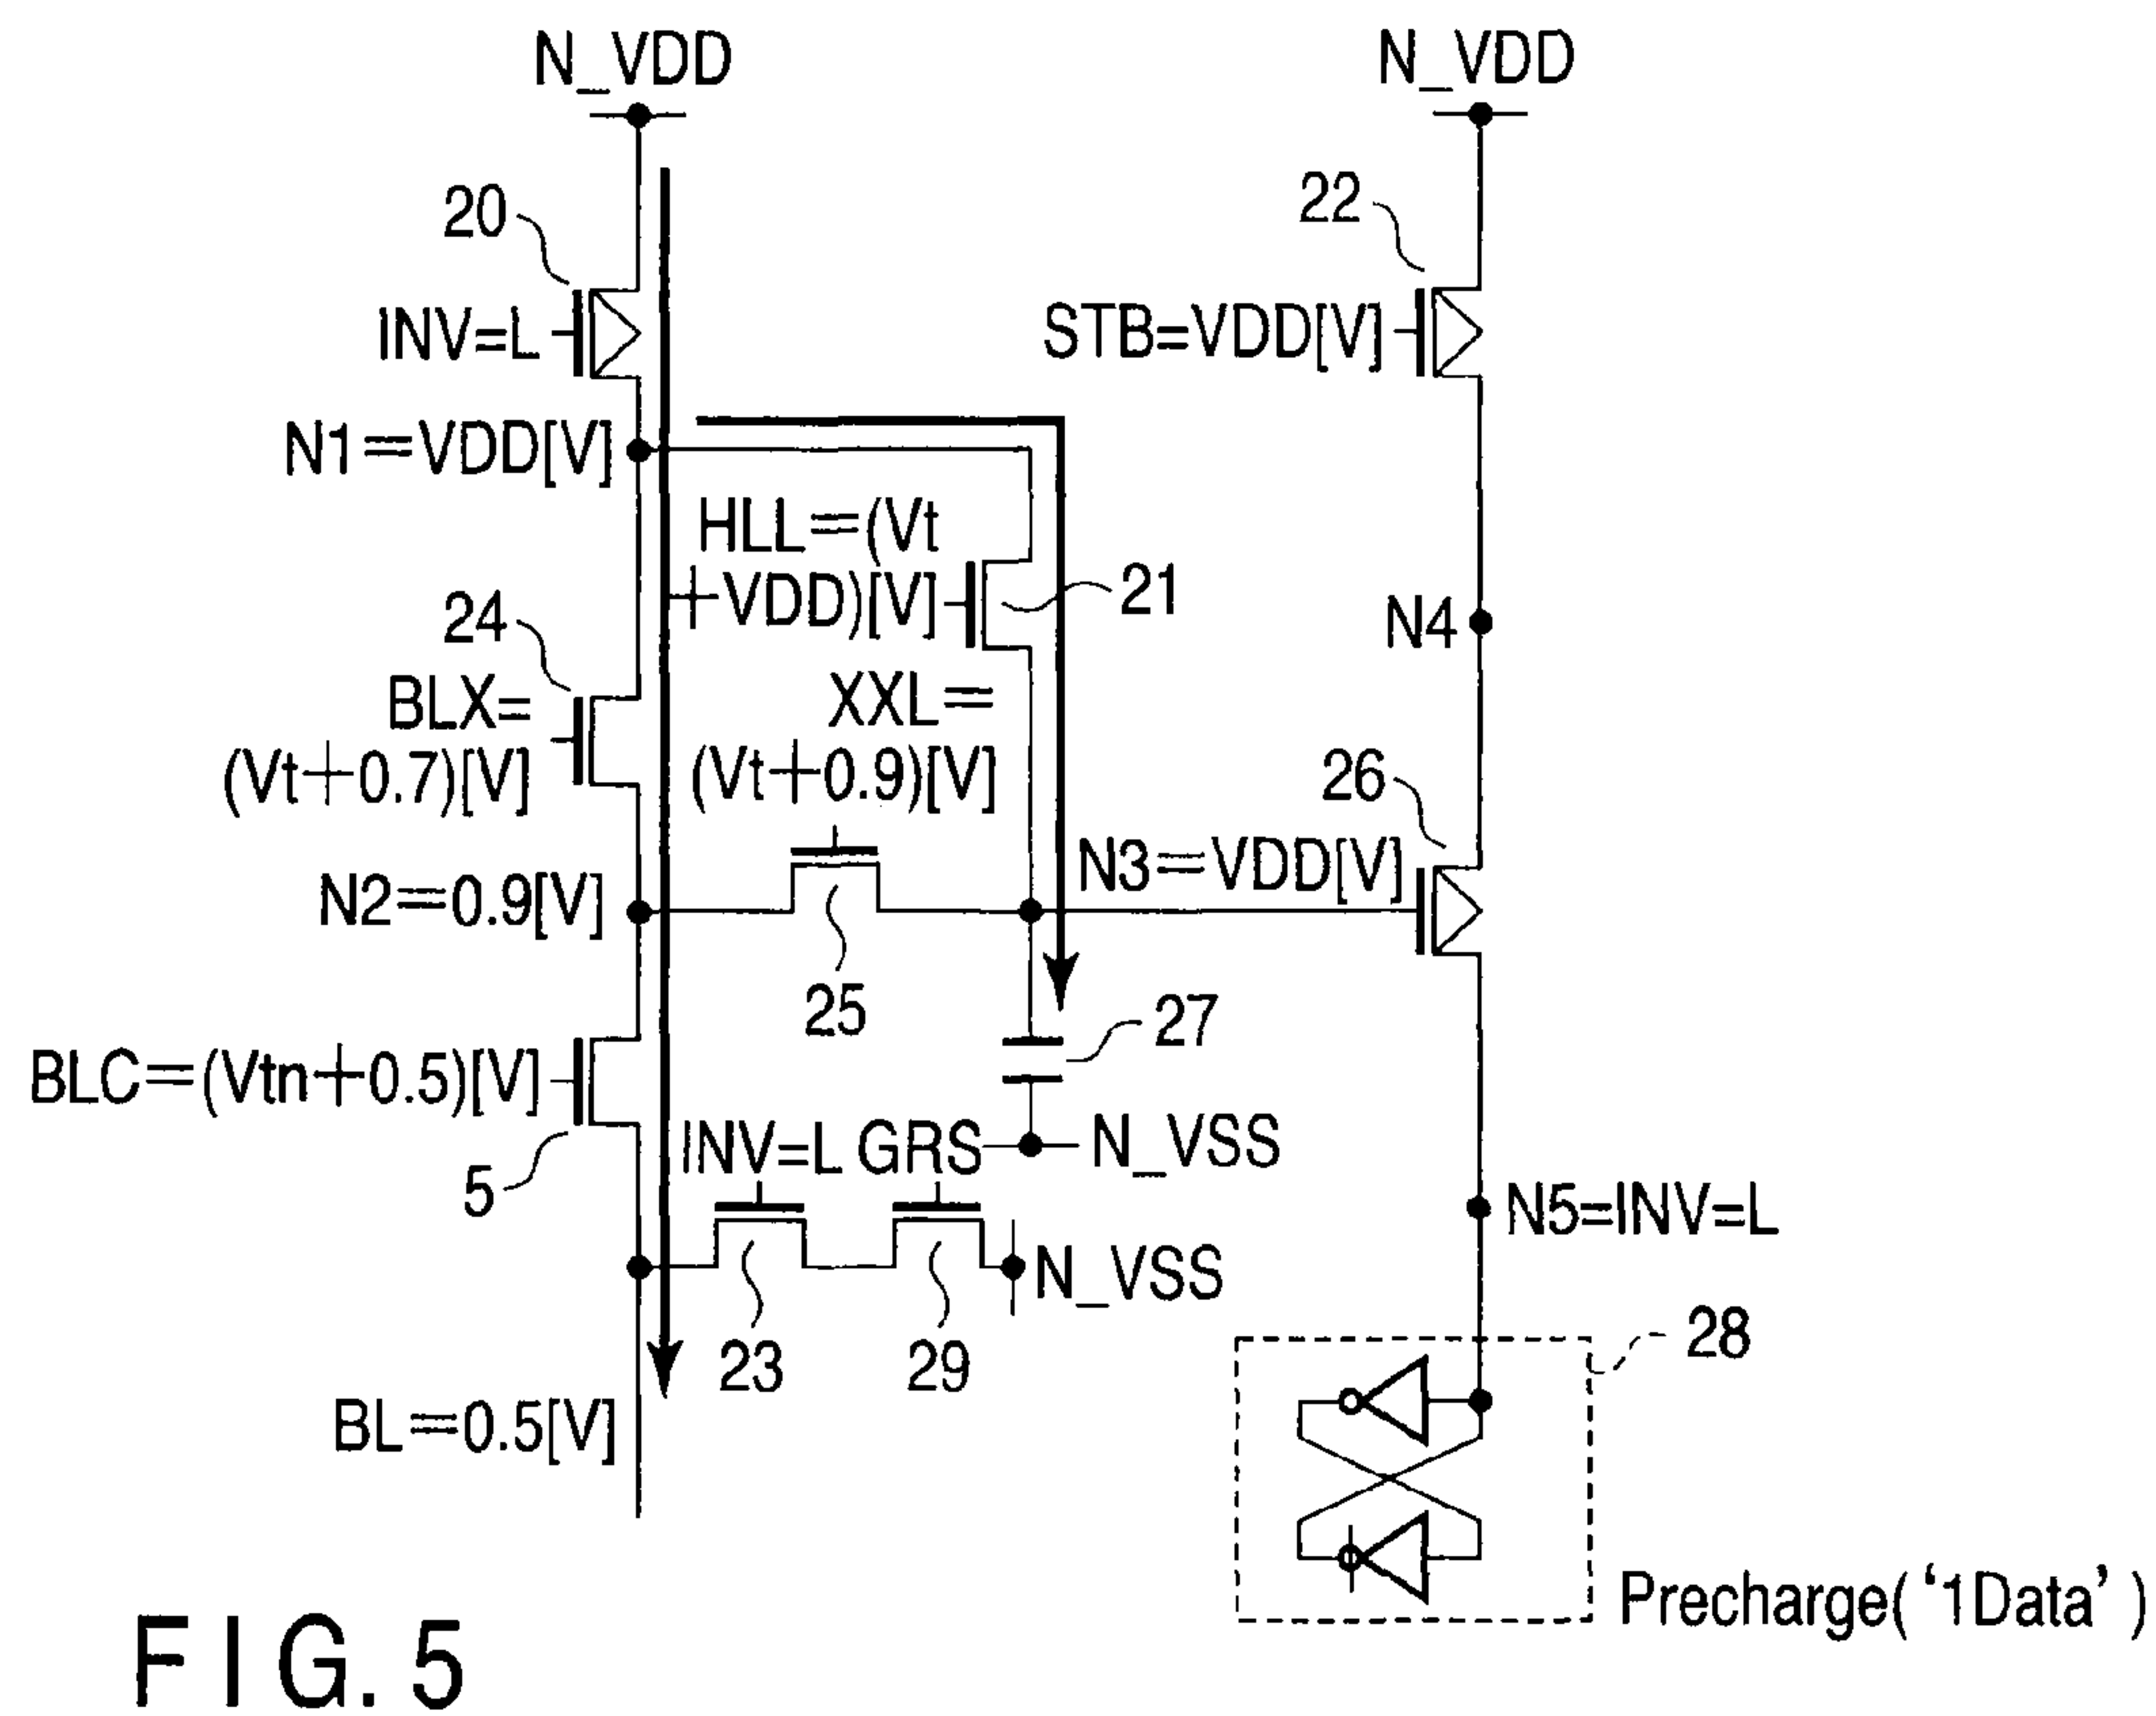 N_VDD
N_VDD
20
22
INV=L
STB=VDD[V]
N1=VDD[V]
HLL=(Vt
+VDD)[V]
21
24
N4
BLX=
(Vt+0.7)[V]
XXL=
(Vt+0.9)[V]
26
N3=VDD[V]
N2=0.9[V]
25
27
BLC=(Vtn+0.5)[V]
5
INV=L
GRS
N_VSS
N5=INV=L
N_VSS
23
29
28
BL=0.5[V]
Precharge(‘1Data’)
FIG. 5